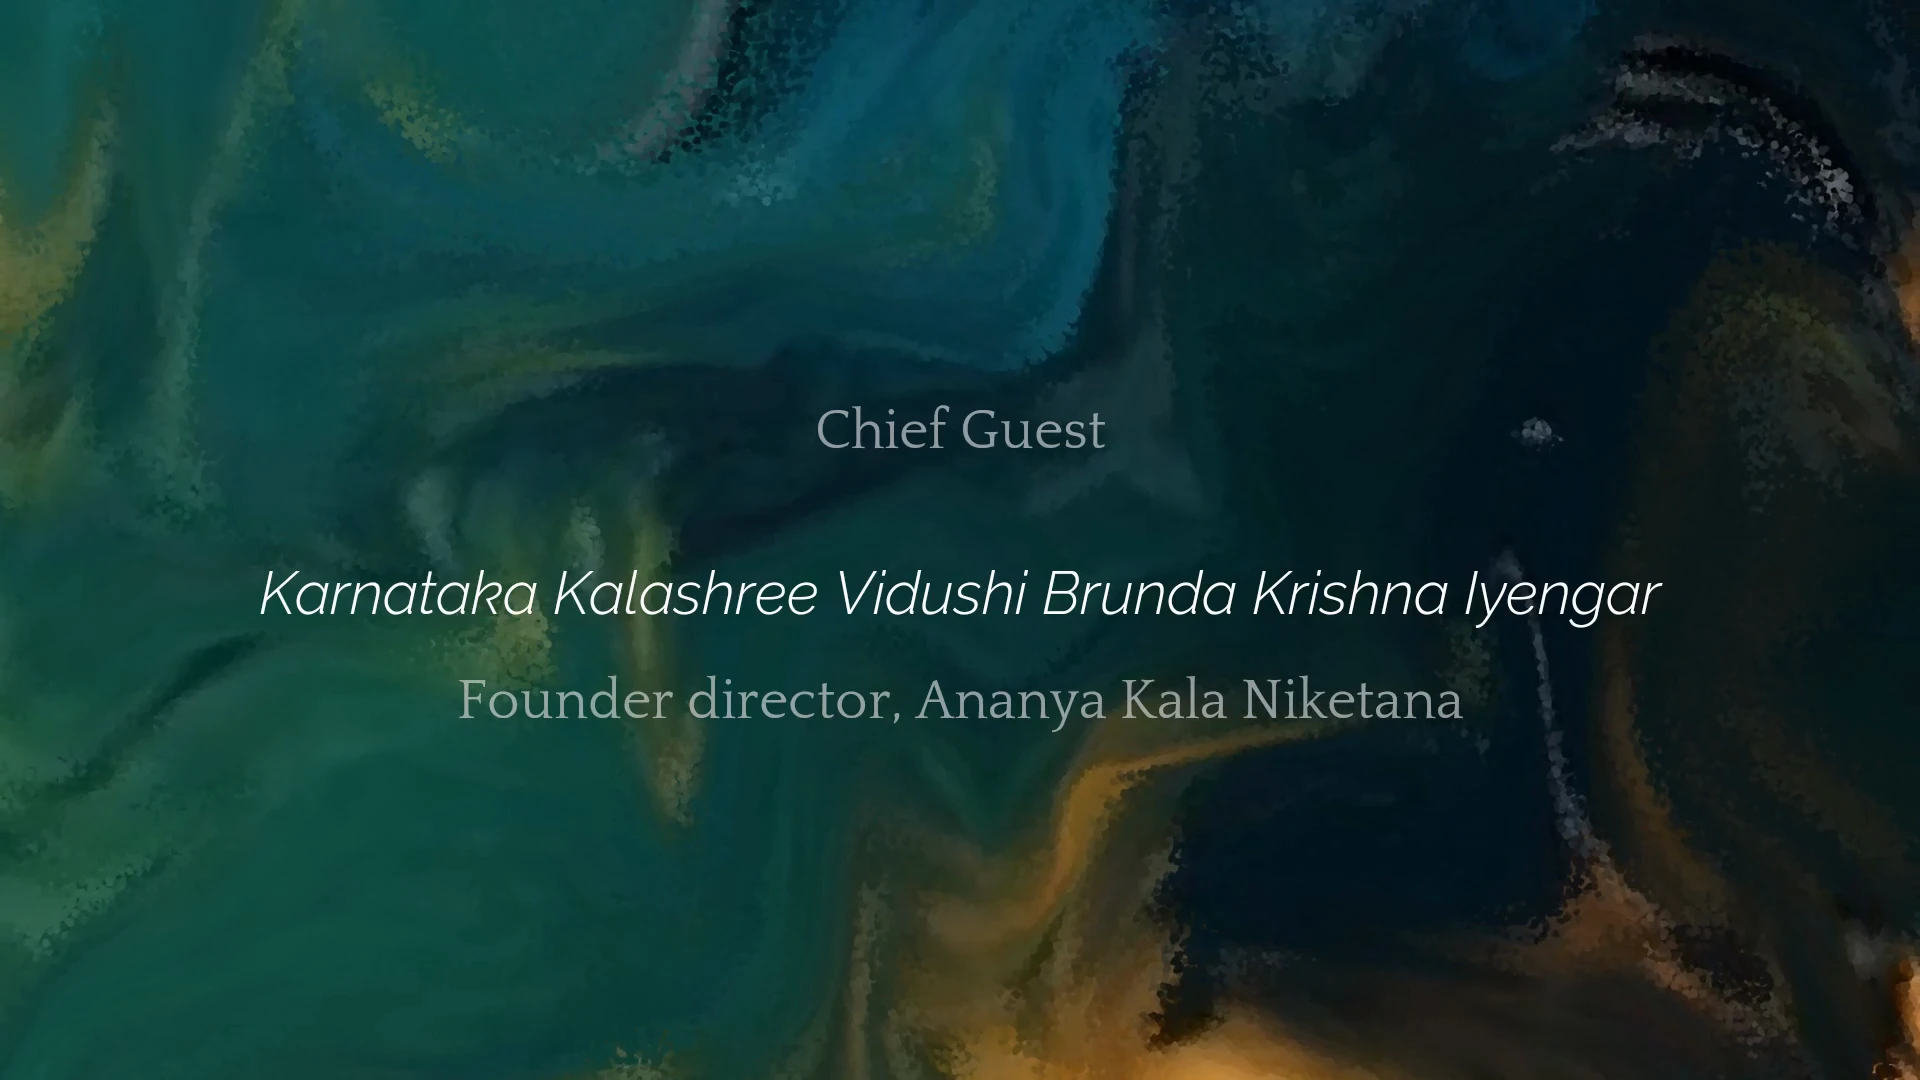 Chief Guest
Karnataka Kalashree Vidushi Brunda Krishna Iyengar
Founder director, Ananya Kala Niketana